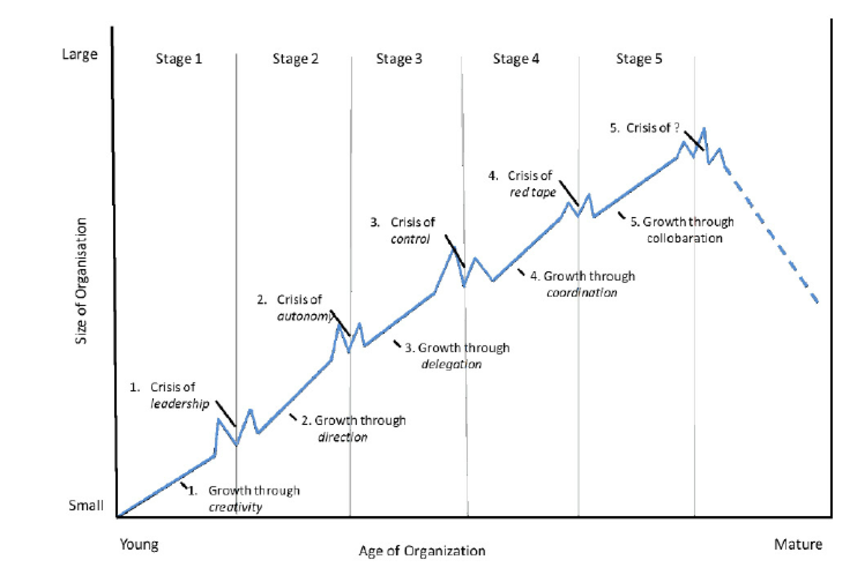 Large
Stage 1
Stage 2
Stage 3
Stage 4
Stage 5
5. Crisis of ?
4. Crisis of
red tape
3. Crisis of
control
5. Growth through
collobaration
4. Growth through
coordination
2. Crisis of
autonomy
3. Growth through
delegation
1. Crisis of
leadership
2. Growth through
direction
1. Growth through
creativity
Size of Organisation
Small
Young
Age of Organization
Mature